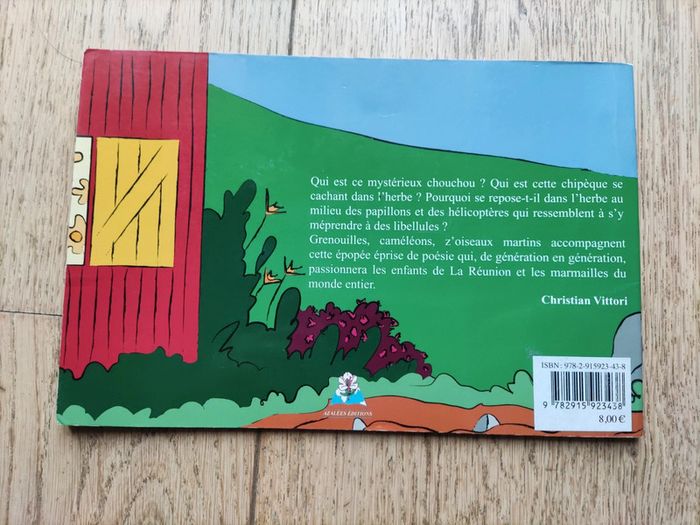 Qui est ce mystérieux chouchou ? Qui est cette chipèque se
cachant dans l'herbe ? Pourquoi se repose-t-il dans l'herbe au
milieu des papillons et des hélicoptères qui ressemblent à s'y
méprendre à des libellules ?
Grenouilles, caméléons, z'oiseaux martins accompagnent
cette épopée éprise de poésie qui, de génération en génération,
passionnera les enfants de La Réunion et les marmailles du
monde entier.
Christian Vittori
ISBN : 978-2-915923-43-8
9 782915 923438
8,00 €
AZALÉES ÉDITIONS